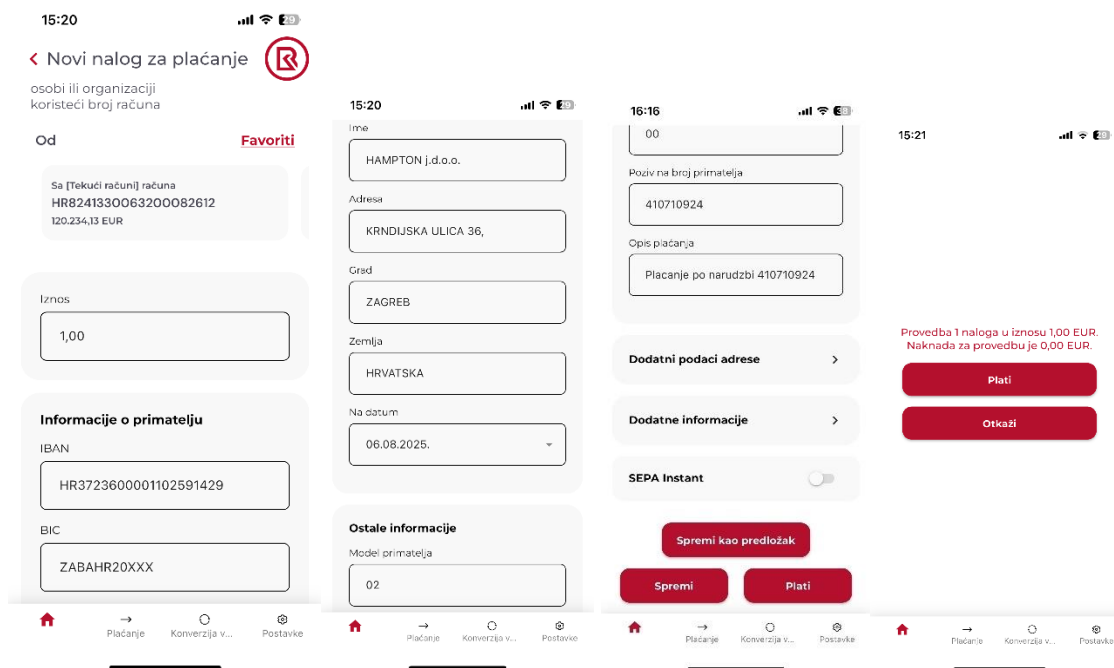 15:20
29
Novi nalog za plaćanje
osobi ili organizaciji
koristeći broj računa
Od
Favoriti
Sa [Tekući računi] računa
HR8241330063200082612
120.234,13 EUR
Iznos
1,00
Informacije o primatelju
IBAN
HR3723600001102591429
BIC
ZABAHR20XXX
Plaćanje
Konverzija v...
Postavke
15:20
29
Ime
HAMPTON j.d.o.o.
Adresa
KRNDIJSKA ULICA 36,
Grad
ZAGREB
Zemlja
HRVATSKA
Na datum
06.08.2025.
Ostale informacije
Model primatelja
02
Plaćanje
Konverzija v...
Postavke
16:16
38
00
Poziv na broj primatelja
410710924
Opis plaćanja
Placanje po narudzbi 410710924
Dodatni podaci adrese
Dodatne informacije
SEPA Instant
Spremi kao predložak
Spremi
Plati
Plaćanje
Konverzija v...
Postavke
15:21
Provedba 1 naloga u iznosu 1,00 EUR.
Naknada za provedbu je 0,00 EUR.
Plati
Otkaži
Plaćanje
Konverzija v...
Postavke